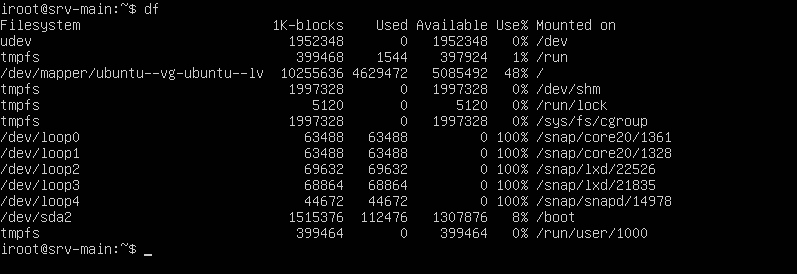 iroot@srv-main:~$ df
Filesystem                        1K-blocks    Used Available Use% Mounted on
udev                                1952348       0   1952348   0% /dev
tmpfs                                399468    1544    397924   1% /run
/dev/mapper/ubuntu--vg-ubuntu--lv  10255636 4629472   5085492  48% /
tmpfs                               1997328       0   1997328   0% /dev/shm
tmpfs                                  5120       0      5120   0% /run/lock
tmpfs                               1997328       0   1997328   0% /sys/fs/cgroup
/dev/loop0                            63488   63488         0 100% /snap/core20/1361
/dev/loop1                            63488   63488         0 100% /snap/core20/1328
/dev/loop2                            69632   69632         0 100% /snap/lxd/22526
/dev/loop3                            68864   68864         0 100% /snap/lxd/21835
/dev/loop4                            44672   44672         0 100% /snap/snapd/14978
/dev/sda2                           1515376  112476   1307876   8% /boot
tmpfs                                399464       0    399464   0% /run/user/1000
iroot@srv-main:~$ _